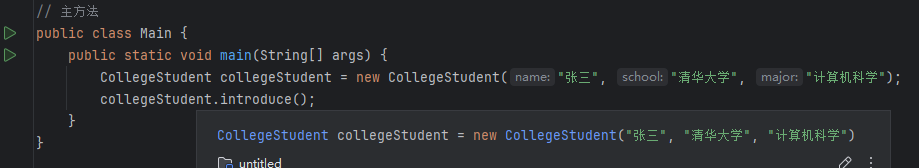 // 主方法
public class Main {
public static void main(String[] args) {
CollegeStudent collegeStudent = new CollegeStudent( name: "张三", school: "清华大学", major: "计算机科学");
collegeStudent.introduce();
}
}
CollegeStudent collegeStudent = new CollegeStudent("张三", "清华大学", "计算机科学")
untitled